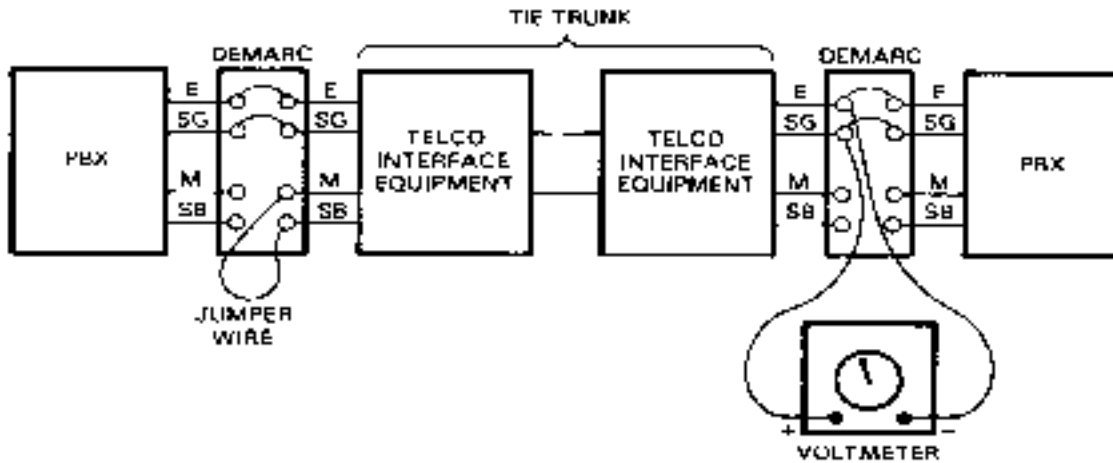 TIE TRUNK
DEMARC
DEMARC
E
E
E
E
SG
SG
SG
SG
PBX
TELCO
INTERFACE
EQUIPMENT
TELCO
INTERFACE
EQUIPMENT
PBX
M
M
M
M
SB
SB
SB
SB
JUMPER
WIRE
+
−
VOLTMETER